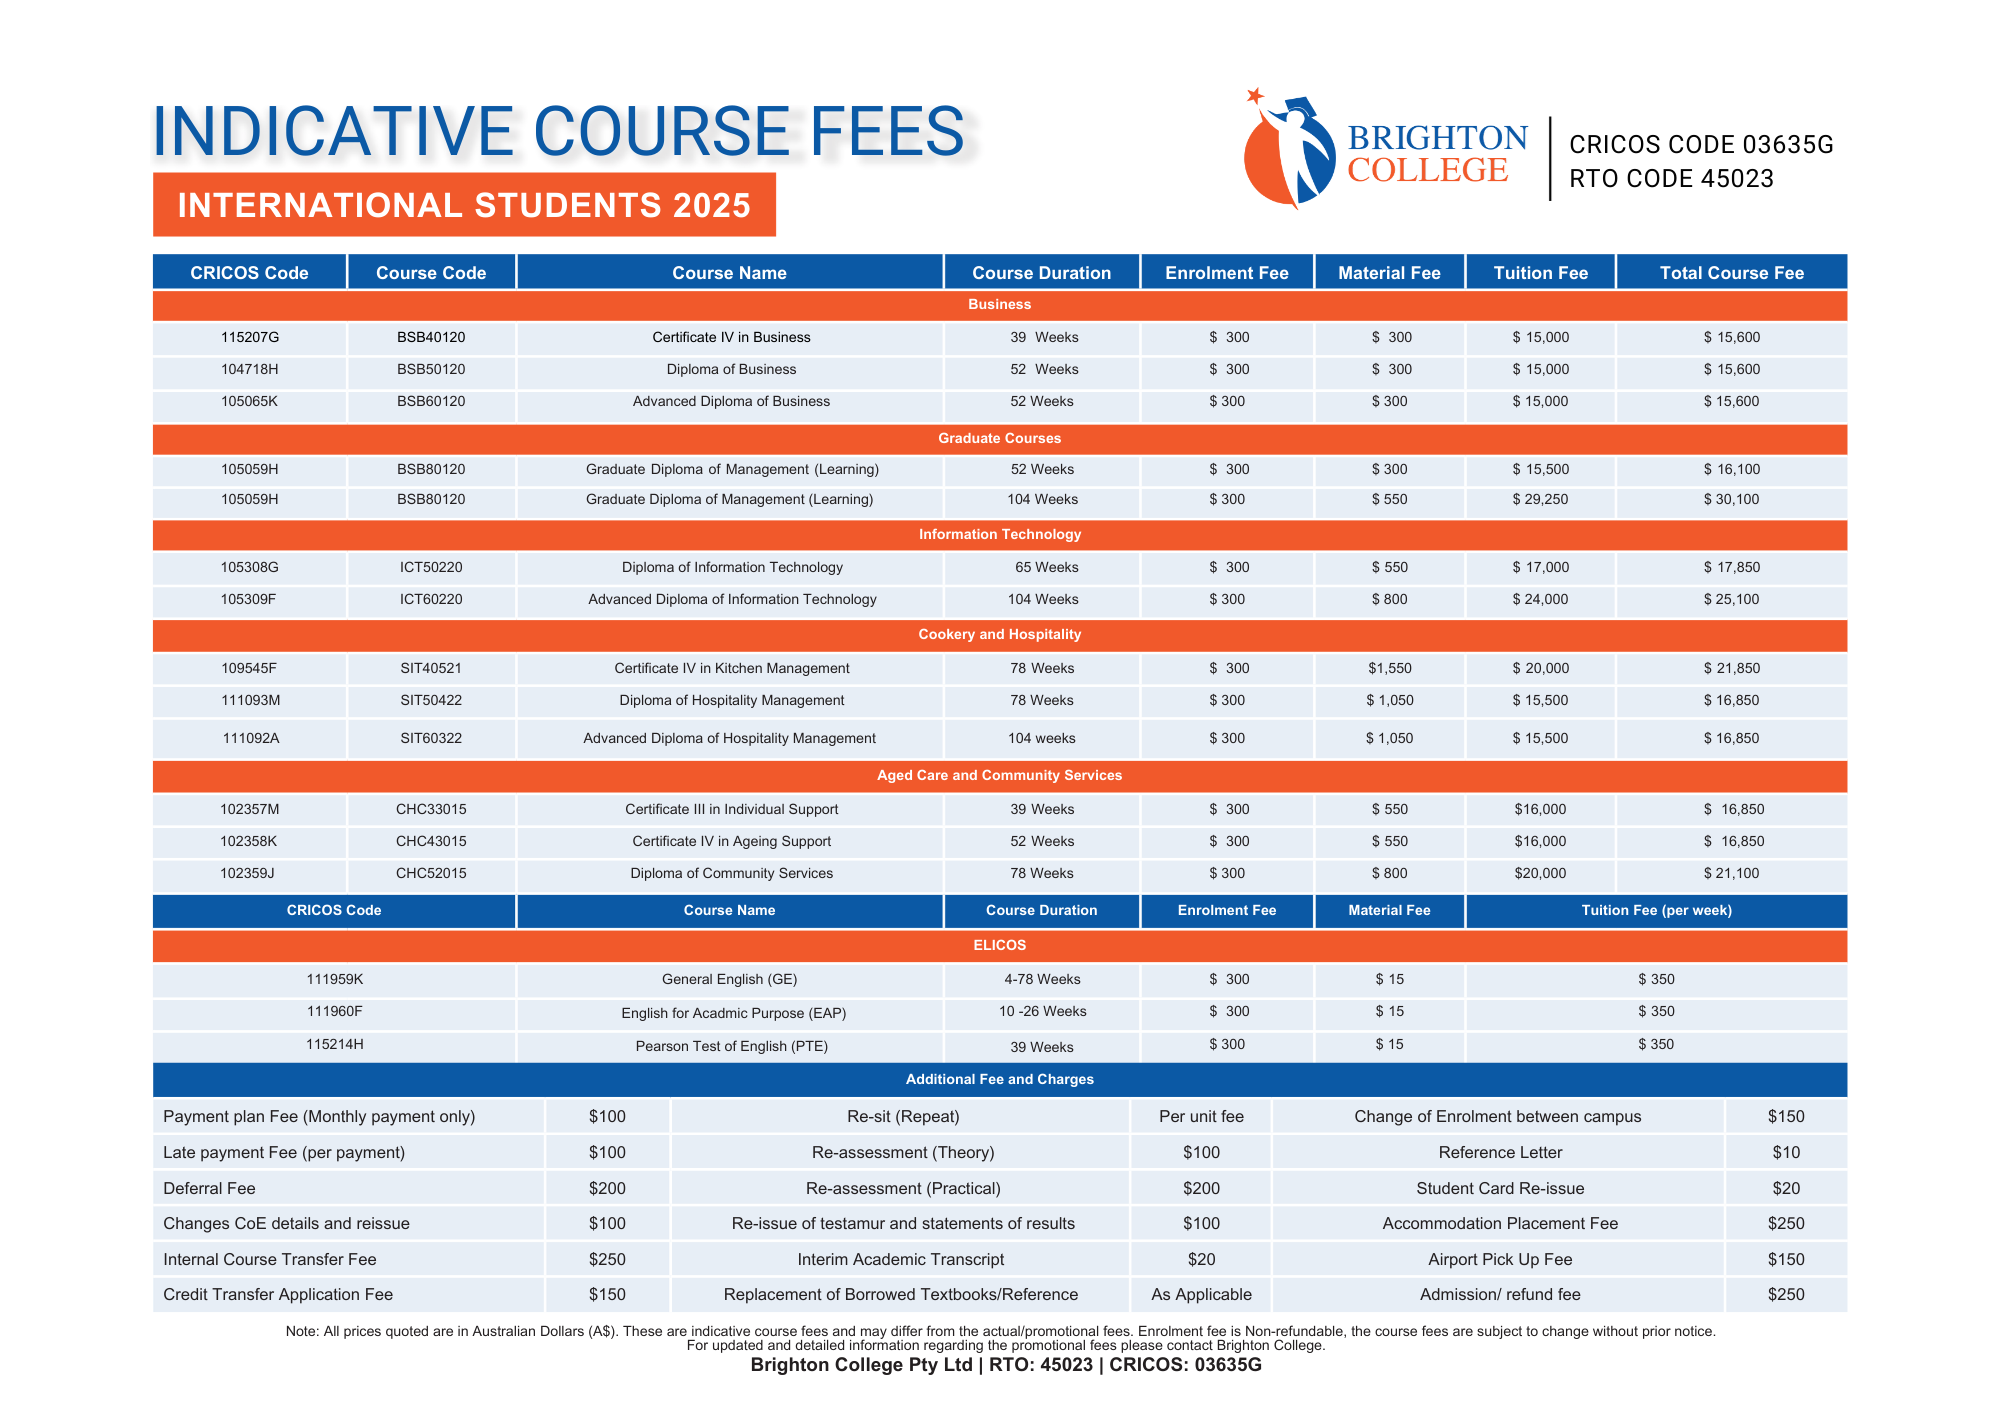 INDICATIVE COURSE FEES
INTERNATIONAL STUDENTS 2025
BRIGHTON
COLLEGE
CRICOS CODE 03635G
RTO CODE 45023
CRICOS Code Course Code Course Name Course Duration Enrolment Fee Material Fee Tuition Fee Total Course Fee
Business
115207G BSB40120 Certificate IV in Business 39 Weeks $ 300 $ 300 $ 15,000 $ 15,600
104718H BSB50120 Diploma of Business 52 Weeks $ 300 $ 300 $ 15,000 $ 15,600
105065K BSB60120 Advanced Diploma of Business 52 Weeks $ 300 $ 300 $ 15,000 $ 15,600
Graduate Courses
105059H BSB80120 Graduate Diploma of Management (Learning) 52 Weeks $ 300 $ 300 $ 15,500 $ 16,100
105059H BSB80120 Graduate Diploma of Management (Learning) 104 Weeks $ 300 $ 550 $ 29,250 $ 30,100
Information Technology
105308G ICT50220 Diploma of Information Technology 65 Weeks $ 300 $ 550 $ 17,000 $ 17,850
105309F ICT60220 Advanced Diploma of Information Technology 104 Weeks $ 300 $ 800 $ 24,000 $ 25,100
Cookery and Hospitality
109545F SIT40521 Certificate IV in Kitchen Management 78 Weeks $ 300 $1,550 $ 20,000 $ 21,850
111093M SIT50422 Diploma of Hospitality Management 78 Weeks $ 300 $ 1,050 $ 15,500 $ 16,850
111092A SIT60322 Advanced Diploma of Hospitality Management 104 weeks $ 300 $ 1,050 $ 15,500 $ 16,850
Aged Care and Community Services
102357M CHC33015 Certificate III in Individual Support 39 Weeks $ 300 $ 550 $16,000 $ 16,850
102358K CHC43015 Certificate IV in Ageing Support 52 Weeks $ 300 $ 550 $16,000 $ 16,850
102359J CHC52015 Diploma of Community Services 78 Weeks $ 300 $ 800 $20,000 $ 21,100
CRICOS Code Course Name Course Duration Enrolment Fee Material Fee Tuition Fee (per week)
ELICOS
111959K General English (GE) 4-78 Weeks $ 300 $ 15 $ 350
111960F English for Acadmic Purpose (EAP) 10 -26 Weeks $ 300 $ 15 $ 350
115214H Pearson Test of English (PTE) 39 Weeks $ 300 $ 15 $ 350
Additional Fee and Charges
Payment plan Fee (Monthly payment only) $100 Re-sit (Repeat) Per unit fee Change of Enrolment between campus $150
Late payment Fee (per payment) $100 Re-assessment (Theory) $100 Reference Letter $10
Deferral Fee $200 Re-assessment (Practical) $200 Student Card Re-issue $20
Changes CoE details and reissue $100 Re-issue of testamur and statements of results $100 Accommodation Placement Fee $250
Internal Course Transfer Fee $250 Interim Academic Transcript $20 Airport Pick Up Fee $150
Credit Transfer Application Fee $150 Replacement of Borrowed Textbooks/Reference As Applicable Admission/ refund fee $250
Note: All prices quoted are in Australian Dollars (A$). These are indicative course fees and may differ from the actual/promotional fees. Enrolment fee is Non-refundable, the course fees are subject to change without prior notice.
For updated and detailed information regarding the promotional fees please contact Brighton College.
Brighton College Pty Ltd | RTO: 45023 | CRICOS: 03635G